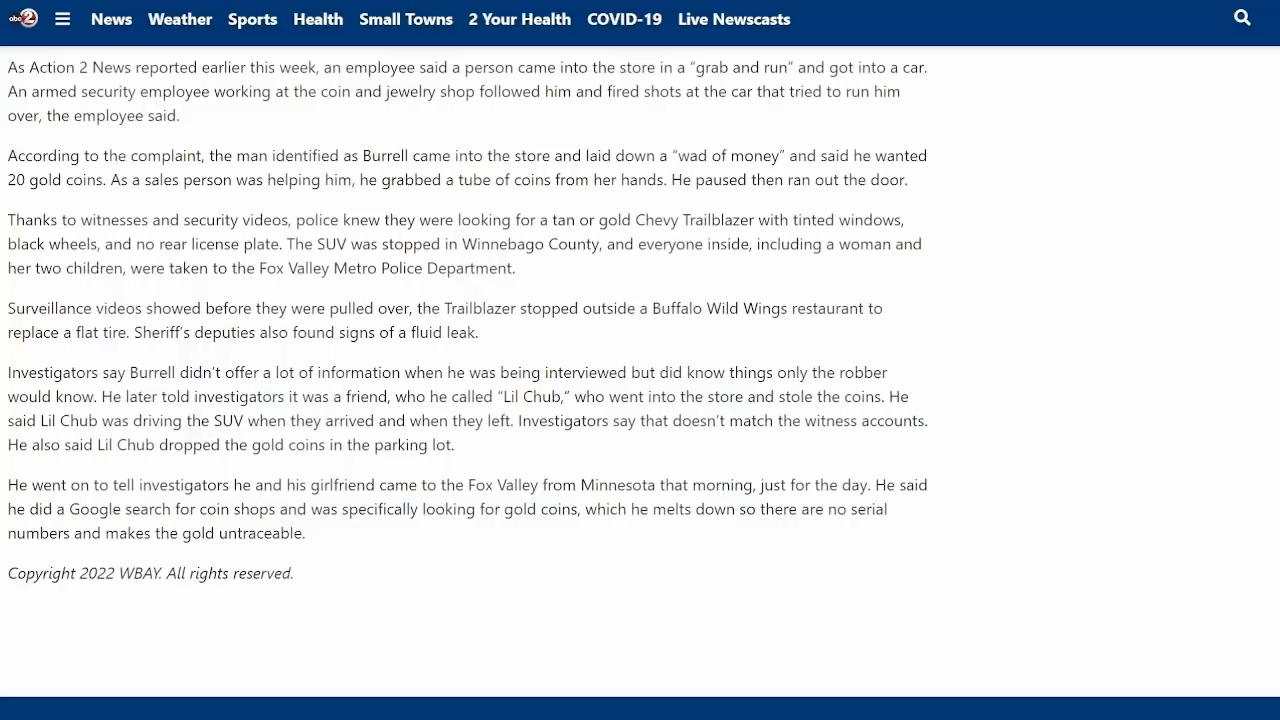 abc 2 News Weather Sports Health Small Towns 2 Your Health COVID-19 Live Newscasts
As Action 2 News reported earlier this week, an employee said a person came into the store in a “grab and run” and got into a car.
An armed security employee working at the coin and jewelry shop followed him and fired shots at the car that tried to run him
over, the employee said.
According to the complaint, the man identified as Burrell came into the store and laid down a “wad of money” and said he wanted
20 gold coins. As a sales person was helping him, he grabbed a tube of coins from her hands. He paused then ran out the door.
Thanks to witnesses and security videos, police knew they were looking for a tan or gold Chevy Trailblazer with tinted windows,
black wheels, and no rear license plate. The SUV was stopped in Winnebago County, and everyone inside, including a woman and
her two children, were taken to the Fox Valley Metro Police Department.
Surveillance videos showed before they were pulled over, the Trailblazer stopped outside a Buffalo Wild Wings restaurant to
replace a flat tire. Sheriff’s deputies also found signs of a fluid leak.
Investigators say Burrell didn’t offer a lot of information when he was being interviewed but did know things only the robber
would know. He later told investigators it was a friend, who he called “Lil Chub,” who went into the store and stole the coins. He
said Lil Chub was driving the SUV when they arrived and when they left. Investigators say that doesn’t match the witness accounts.
He also said Lil Chub dropped the gold coins in the parking lot.
He went on to tell investigators he and his girlfriend came to the Fox Valley from Minnesota that morning, just for the day. He said
he did a Google search for coin shops and was specifically looking for gold coins, which he melts down so there are no serial
numbers and makes the gold untraceable.
Copyright 2022 WBAY. All rights reserved.